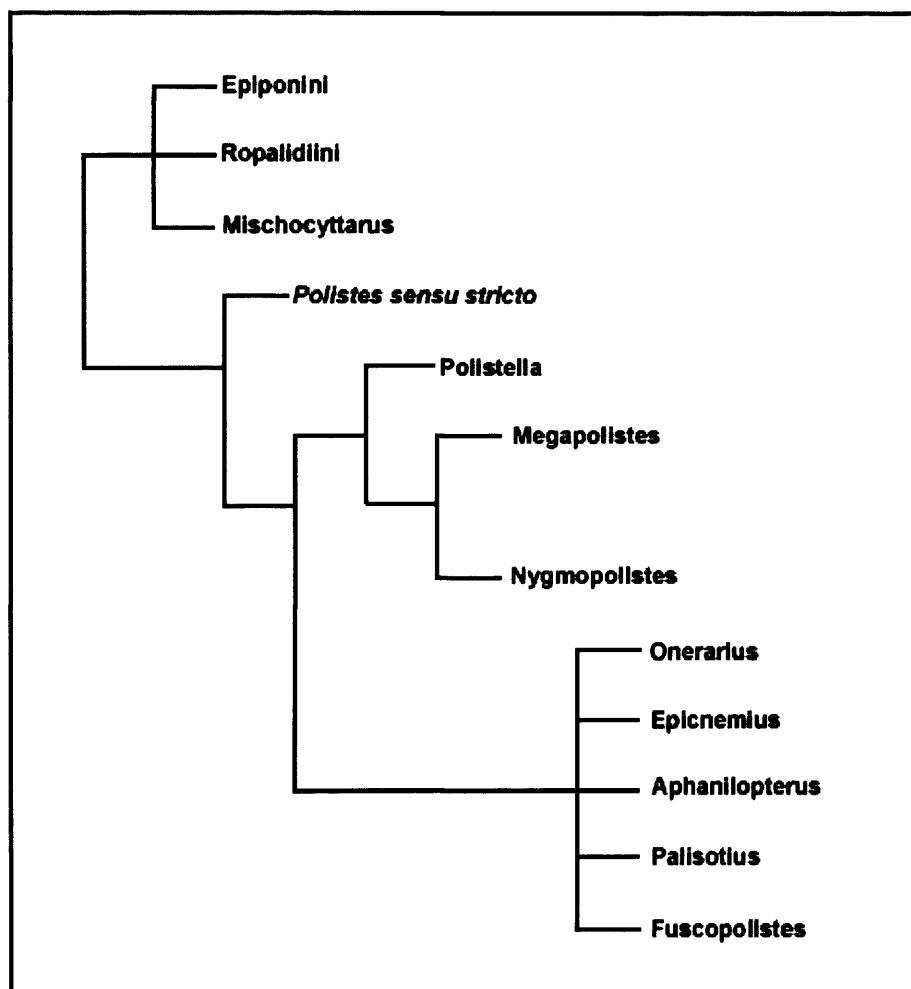 Epiponini
Ropalidiini
Mischocyttarus
Polistes sensu stricto
Polistella
Megapolistes
Nygmopolistes
Onerarius
Epicnemius
Aphanilopterus
Palisotius
Fuscopolistes